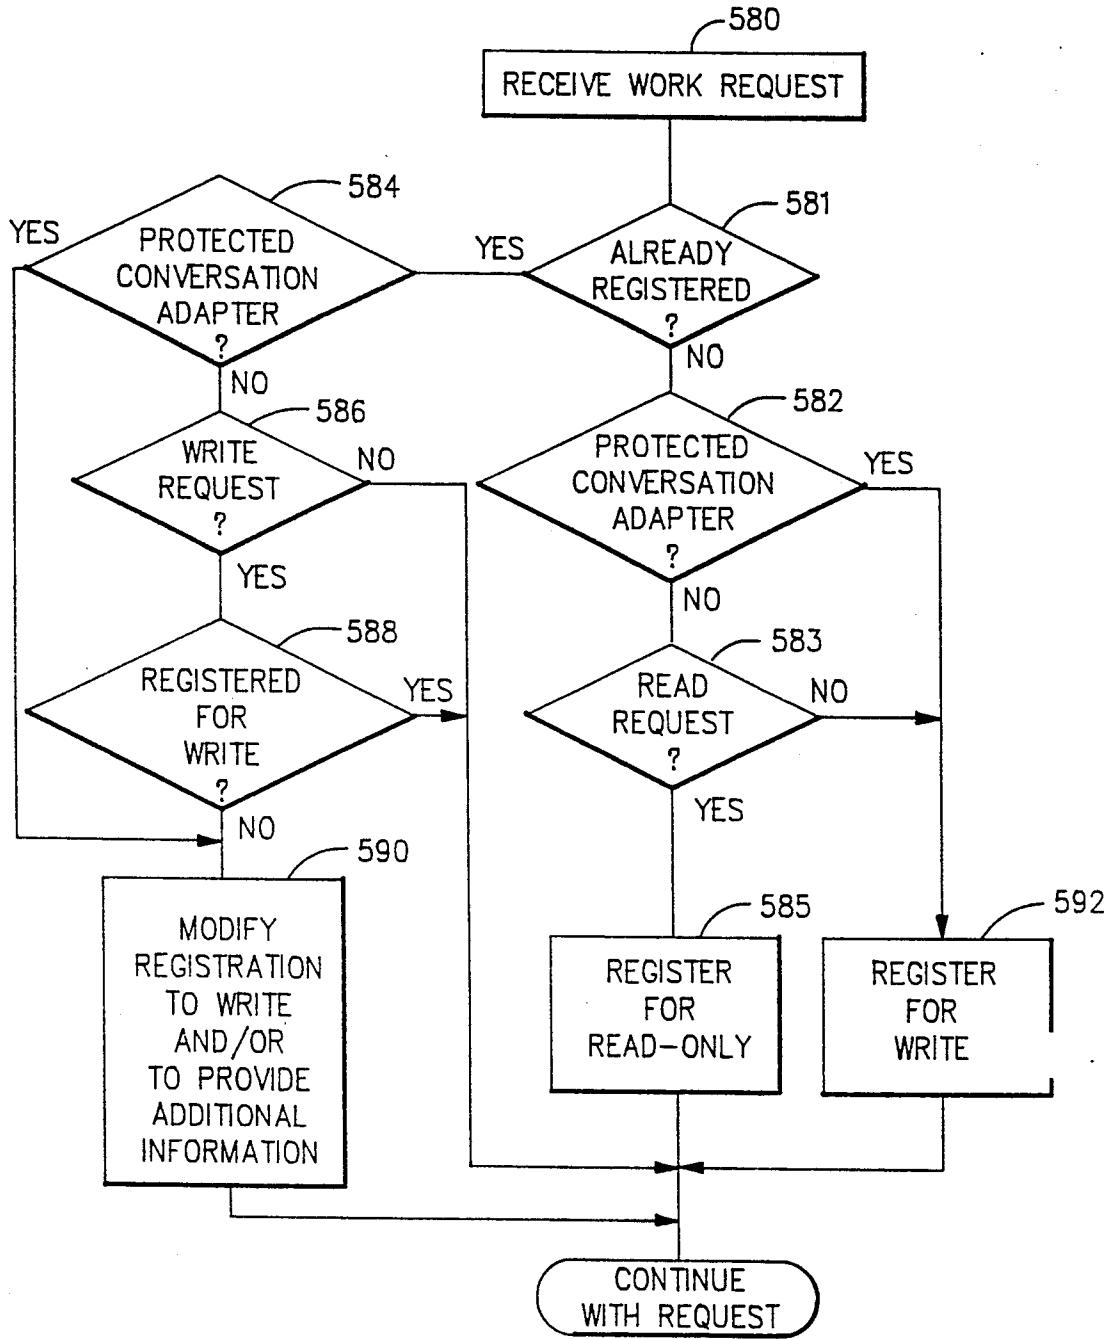 580
RECEIVE WORK REQUEST
581
ALREADY
REGISTERED
?
YES
NO
584
PROTECTED
CONVERSATION
ADAPTER
?
YES
NO
586
WRITE
REQUEST
?
NO
YES
588
REGISTERED
FOR
WRITE
?
YES
NO
590
MODIFY
REGISTRATION
TO WRITE
AND/OR
TO PROVIDE
ADDITIONAL
INFORMATION
582
PROTECTED
CONVERSATION
ADAPTER
?
YES
NO
583
READ
REQUEST
?
NO
YES
585
REGISTER
FOR
READ-ONLY
592
REGISTER
FOR
WRITE
CONTINUE
WITH REQUEST